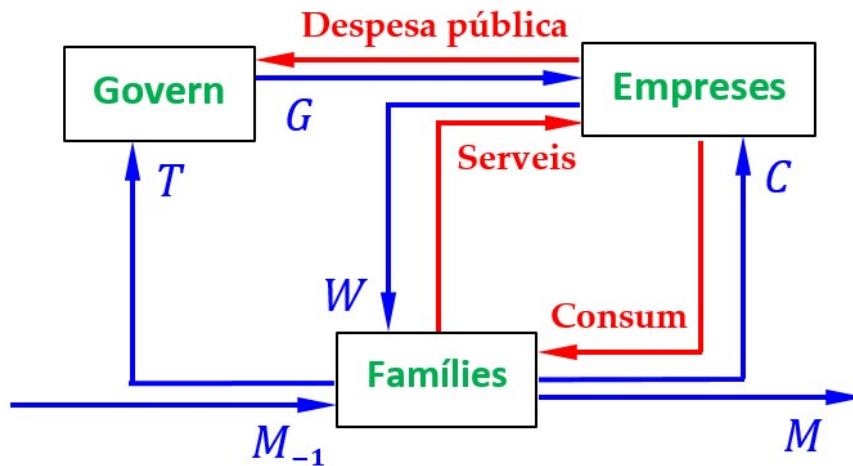 Despesa pública
Govern
Empreses
G
Serveis
T
C
W
Consum
Famílies
M₋₁
M